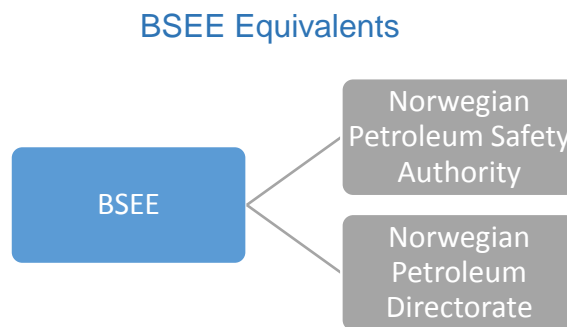 BSEE Equivalents
Norwegian
Petroleum Safety
Authority
BSEE
Norwegian
Petroleum
Directorate